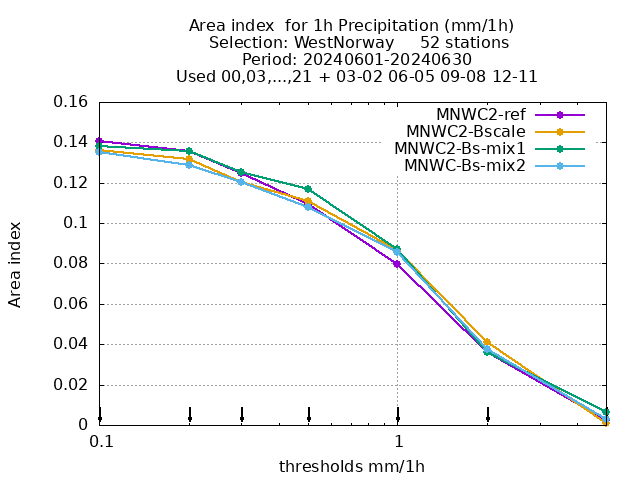 Area index  for 1h Precipitation (mm/1h)
Selection: WestNorway     52 stations
Period: 20240601-20240630
Used 00,03,...,21 + 03-02 06-05 09-08 12-11
MNWC2-ref
MNWC2-Bscale
MNWC2-Bs-mix1
MNWC-Bs-mix2
0.16
0.14
0.12
0.1
0.08
0.06
0.04
0.02
0
Area index
0.1 1
thresholds mm/1h